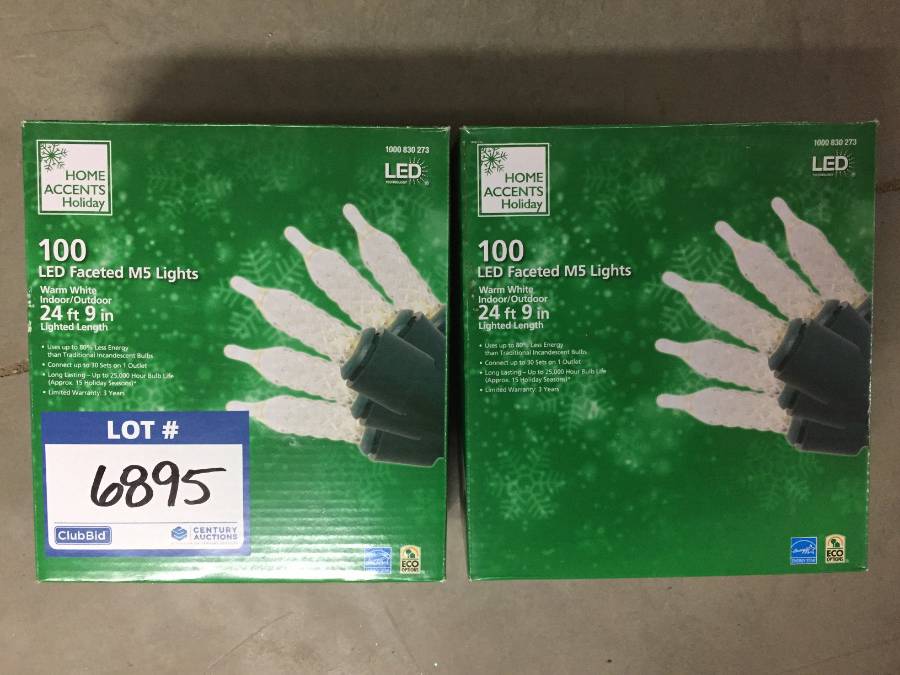 HOME
ACCENTS
Holiday
1000 830 273
LED
TECHNOLOGY
100
LED Faceted M5 Lights
Warm White
Indoor/Outdoor
24 ft 9 in
Lighted Length
• Uses up to 80% Less Energy
than Traditional Incandescent Bulbs
• Connect up to 30 Sets on 1 Outlet
• Long Lasting – Up to 25,000 Hour Bulb Life
(Approx. 15 Holiday Seasons)*
• Limited Warranty: 3 Years
LOT #
6895
ClubBid
CENTURY
AUCTIONS
ENERGY STAR
ECO
OPTIONS
HOME
ACCENTS
Holiday
1000 830 273
LED
TECHNOLOGY
100
LED Faceted M5 Lights
Warm White
Indoor/Outdoor
24 ft 9 in
Lighted Length
• Uses up to 80% Less Energy
than Traditional Incandescent Bulbs
• Connect up to 30 Sets on 1 Outlet
• Long Lasting – Up to 25,000 Hour Bulb Life
(Approx. 15 Holiday Seasons)*
• Limited Warranty: 3 Years
ENERGY STAR
ECO
OPTIONS